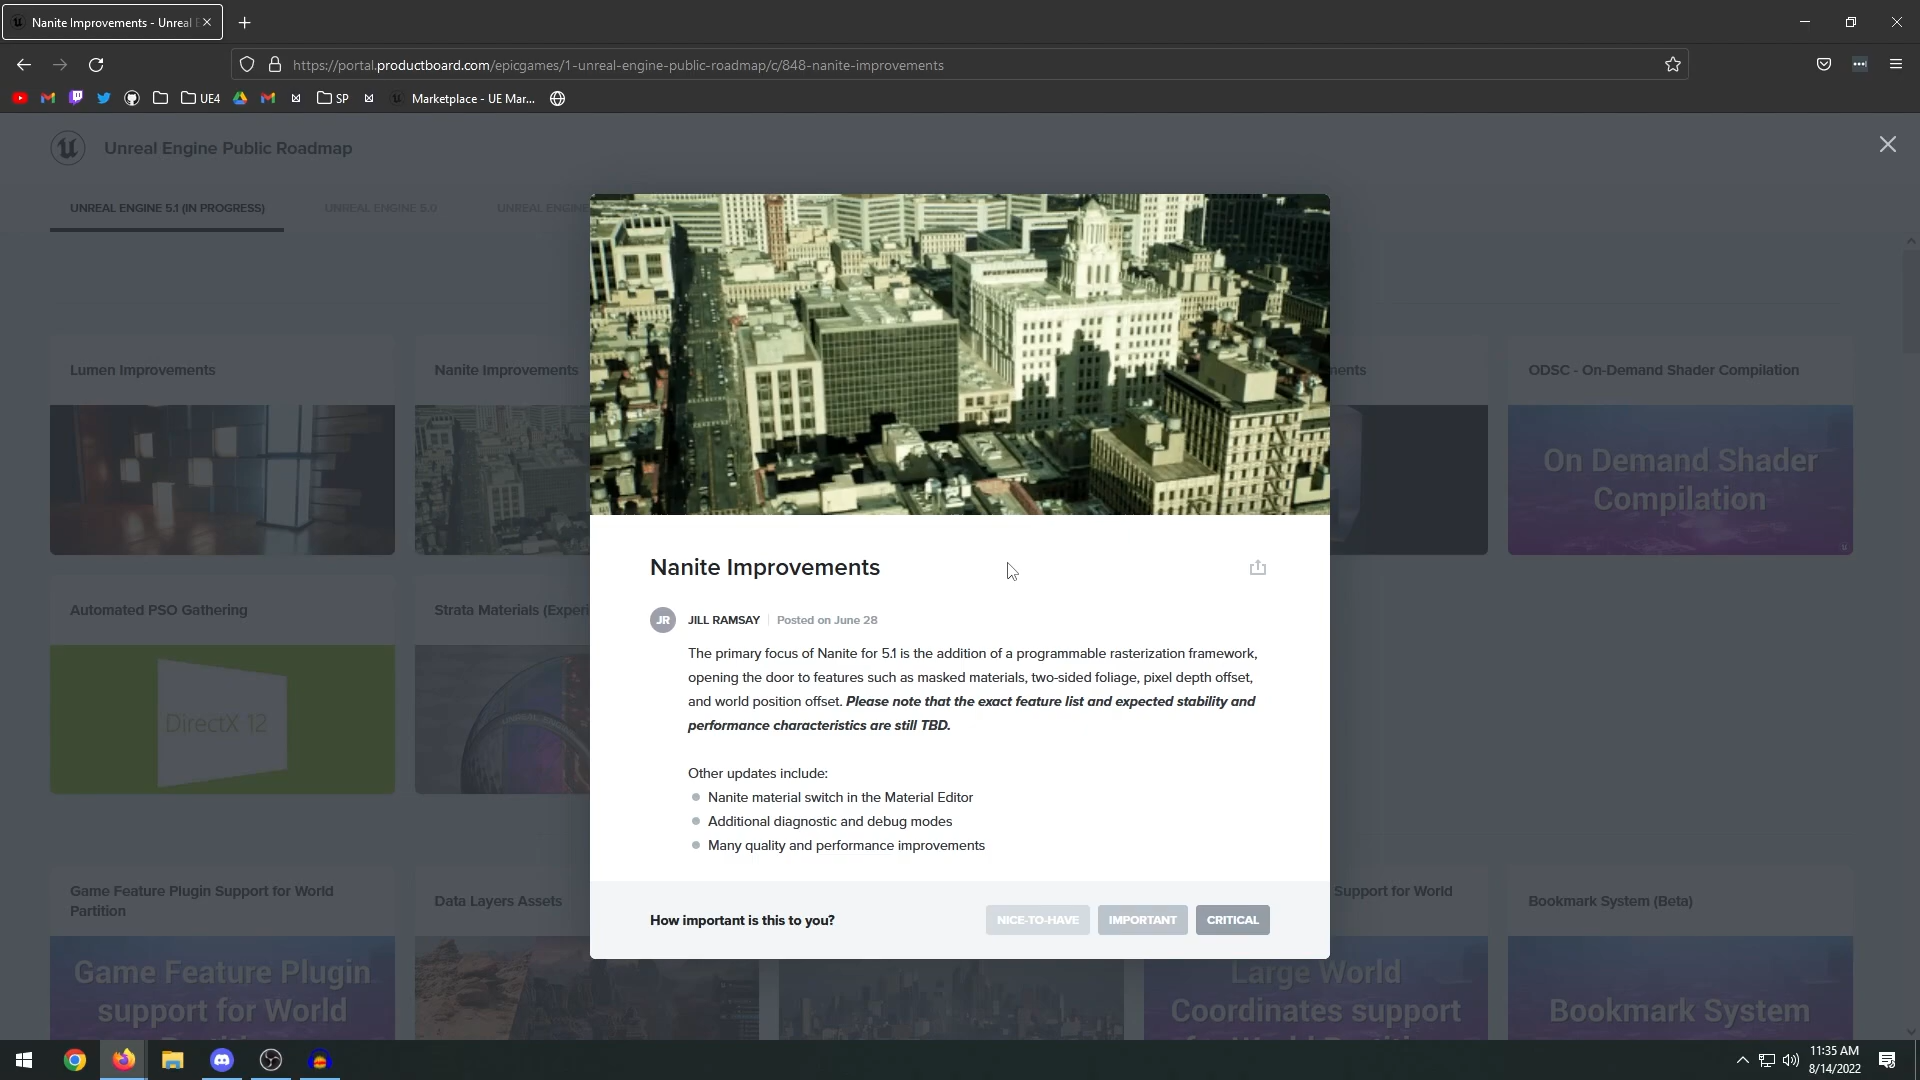 Nanite Improvements - Unreal E
https://portal.productboard.com/epicgames/1-unreal-engine-public-roadmap/c/848-nanite-improvements
UE4
SP
Marketplace - UE Mar...
Unreal Engine Public Roadmap
UNREAL ENGINE 5.1 (IN PROGRESS)
UNREAL ENGINE 5.0
UNREAL ENGINE
Lumen Improvements
Nanite Improvements
ments
ODSC - On-Demand Shader Compilation
On Demand Shader
Compilation
Nanite Improvements
Automated PSO Gathering
Strata Materials (Experi
JR
JILL RAMSAY
Posted on June 28
The primary focus of Nanite for 5.1 is the addition of a programmable rasterization framework,
opening the door to features such as masked materials, two-sided foliage, pixel depth offset,
and world position offset. Please note that the exact feature list and expected stability and
performance characteristics are still TBD.
DirectX 12
Other updates include:
Nanite material switch in the Material Editor
Additional diagnostic and debug modes
Many quality and performance improvements
Game Feature Plugin Support for World
Partition
Data Layers Assets
Support for World
Bookmark System (Beta)
How important is this to you?
NICE-TO-HAVE
IMPORTANT
CRITICAL
Game Feature Plugin
support for World
Large World
Coordinates support
Bookmark System
11:35 AM
8/14/2022